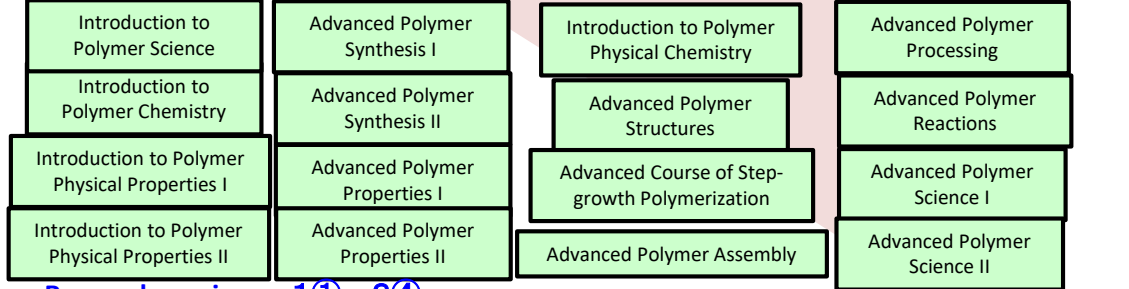 Introduction to
Polymer Science
Introduction to
Polymer Chemistry
Introduction to Polymer
Physical Properties I
Introduction to Polymer
Physical Properties II
Advanced Polymer
Synthesis I
Advanced Polymer
Synthesis II
Advanced Polymer
Properties I
Advanced Polymer
Properties II
Introduction to Polymer
Physical Chemistry
Advanced Polymer
Structures
Advanced Course of Step-
growth Polymerization
Advanced Polymer Assembly
Advanced Polymer
Processing
Advanced Polymer
Reactions
Advanced Polymer
Science I
Advanced Polymer
Science II